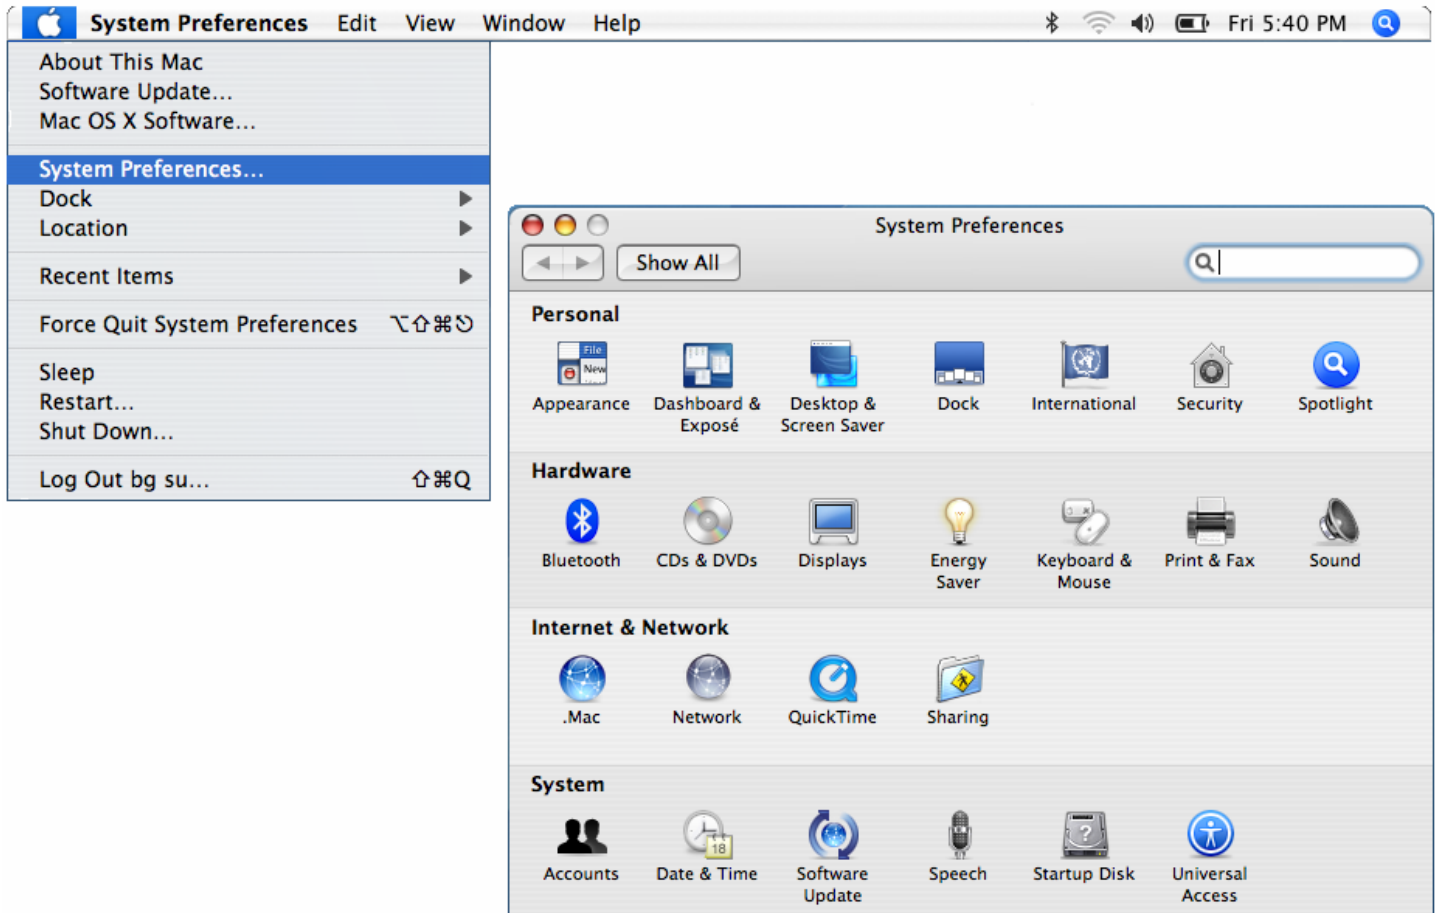 System Preferences Edit View Window Help Fri 5:40 PM
About This Mac
Software Update...
Mac OS X Software...
System Preferences...
Dock
Location
Recent Items
Force Quit System Preferences ⌥⇧⌘⎋
Sleep
Restart...
Shut Down...
Log Out bg su... ⇧⌘Q
System Preferences
Show All
Personal
File
New
Appearance
Dashboard & Exposé
Desktop & Screen Saver
Dock
International
Security
Spotlight
Hardware
Bluetooth
CDs & DVDs
Displays
Energy Saver
Keyboard & Mouse
Print & Fax
Sound
Internet & Network
.Mac
Network
QuickTime
Sharing
System
18
?
Accounts
Date & Time
Software Update
Speech
Startup Disk
Universal Access